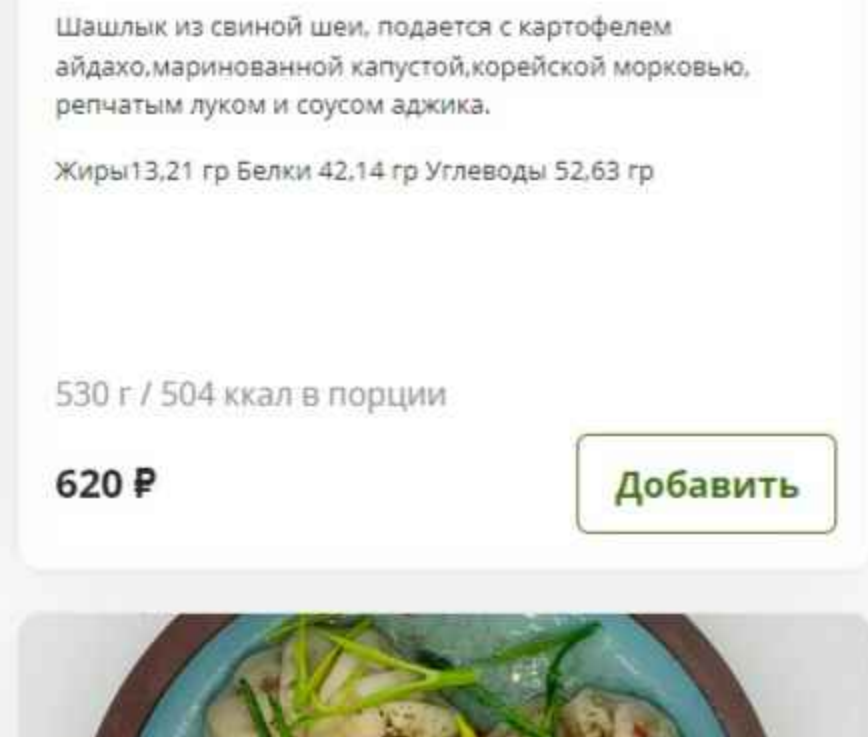 Шашлык из свиной шеи, подается с картофелем
айдахо,маринованной капустой,корейской морковью,
репчатым луком и соусом аджика.
Жиры13,21 гр Белки 42,14 гр Углеводы 52,63 гр
530 г / 504 ккал в порции
620 ₽
Добавить